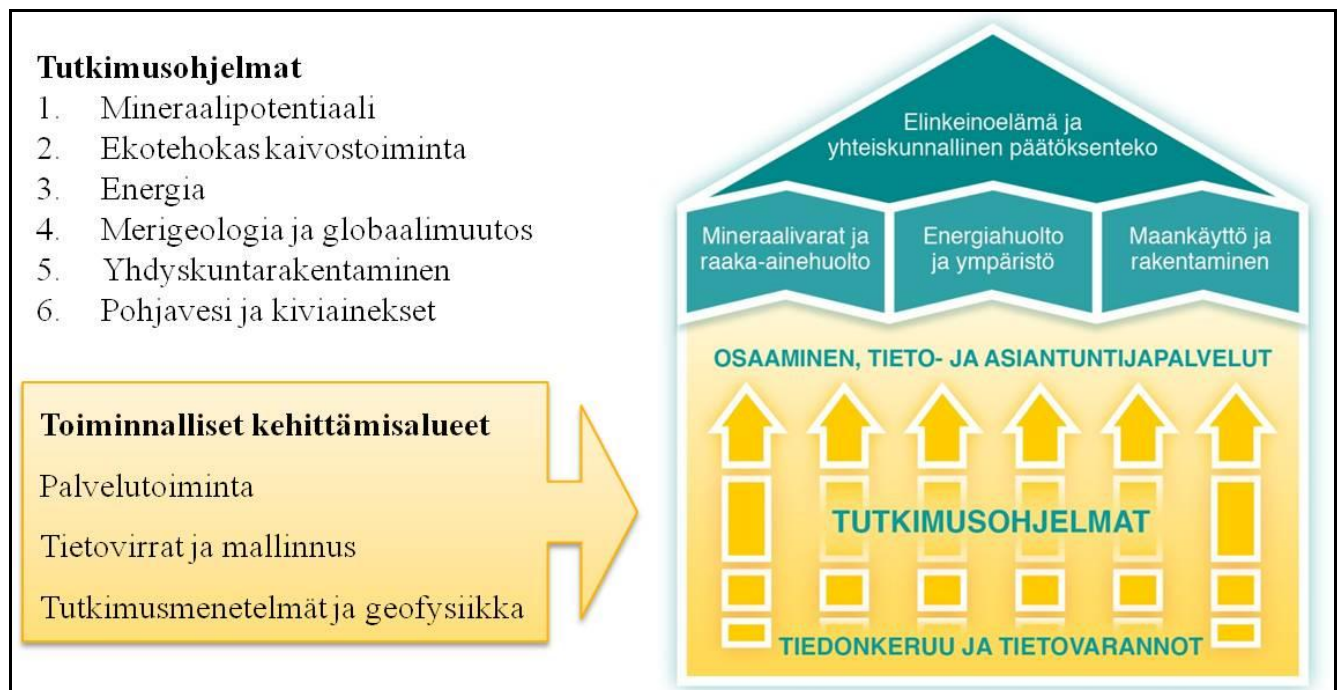 Tutkimusohjelmat
1. Mineraalipotentiaali
2. Ekotehokas kaivostoiminta
3. Energia
4. Merigeologia ja globaalimuutos
5. Yhdyskuntarakentaminen
6. Pohjavesi ja kiviainekset
Toiminnalliset kehittämisalueet
Palvelutoiminta
Tietovirrat ja mallinnus
Tutkimusmenetelmät ja geofysiikka
Elinkeinoelämä ja
yhteiskunnallinen päätöksenteko
Mineraalivarat ja
raaka-ainehuolto
Energiahuolto
ja ympäristö
Maankäyttö ja
rakentaminen
OSAAMINEN, TIETO- JA ASIANTUNTIJAPALVELUT
TUTKIMUSOHJELMAT
TIEDONKERUU JA TIETOVARANNOT